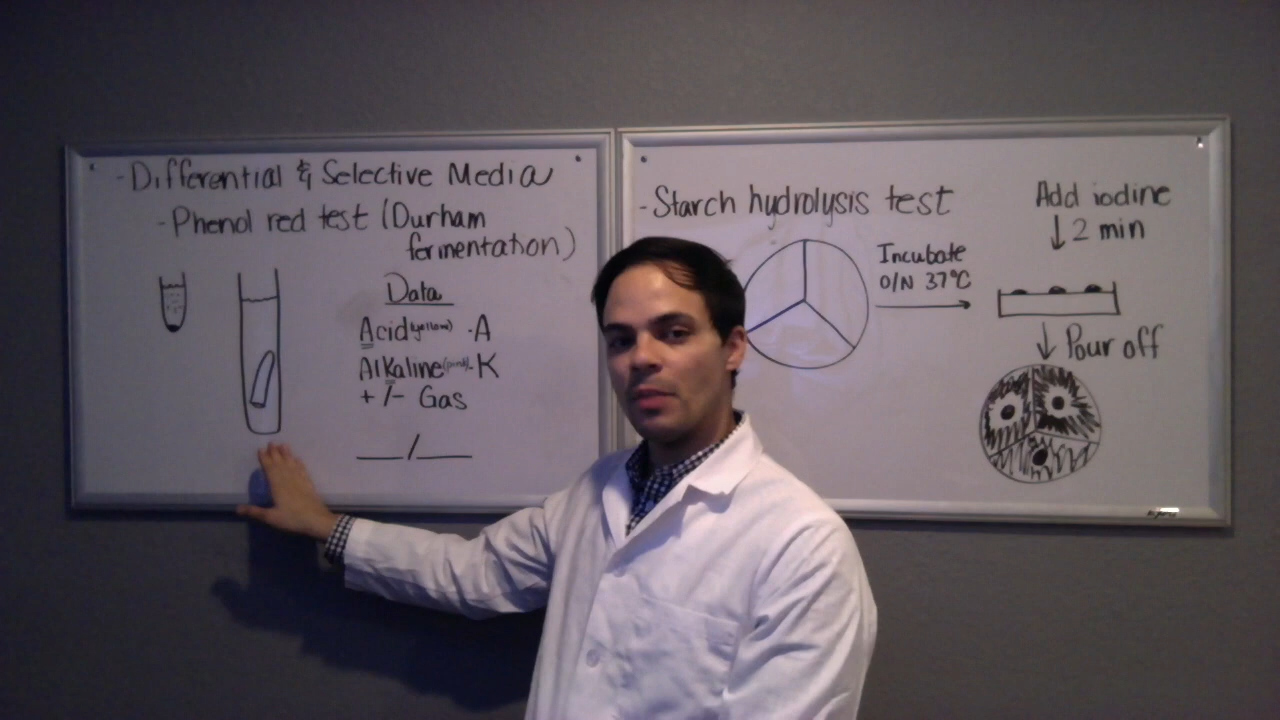 - Differential & Selective Media
- Phenol red test (Durham
fermentation)
Data
Acid (yellow) - A
Alkaline (pink) - K
+/- Gas
___/___
- Starch hydrolysis test
Incubate
O/N 37°C
Add iodine
2 min
Pour off